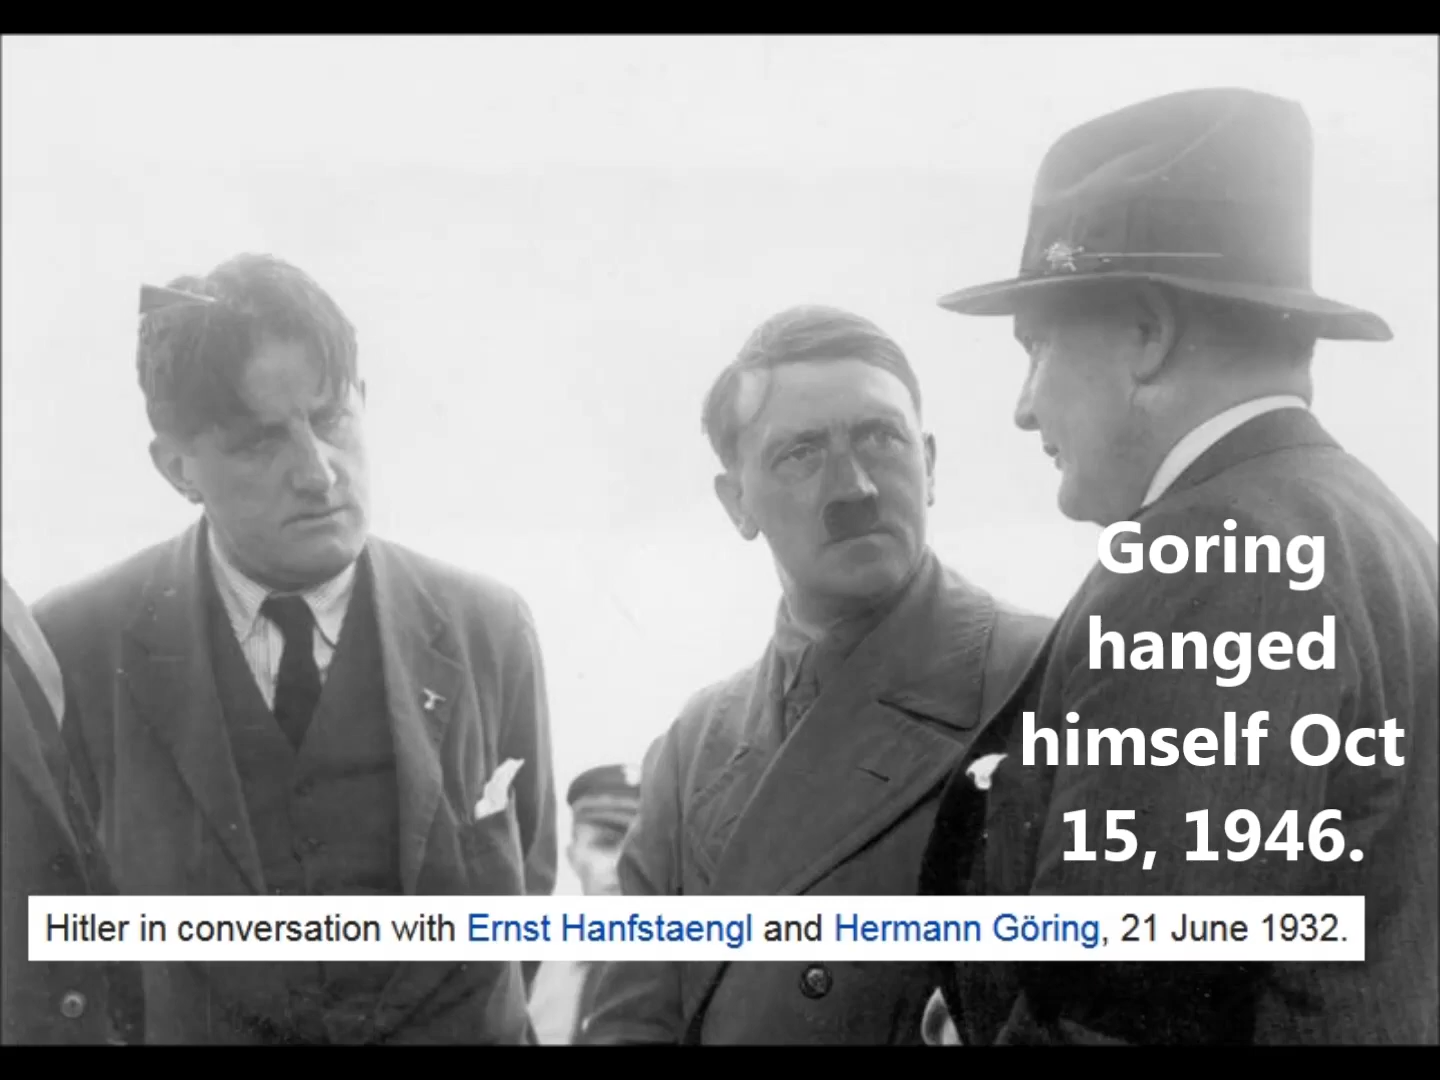 Goring
hanged
himself Oct
15, 1946.
Hitler in conversation with Ernst Hanfstaengl and Hermann Göring, 21 June 1932.